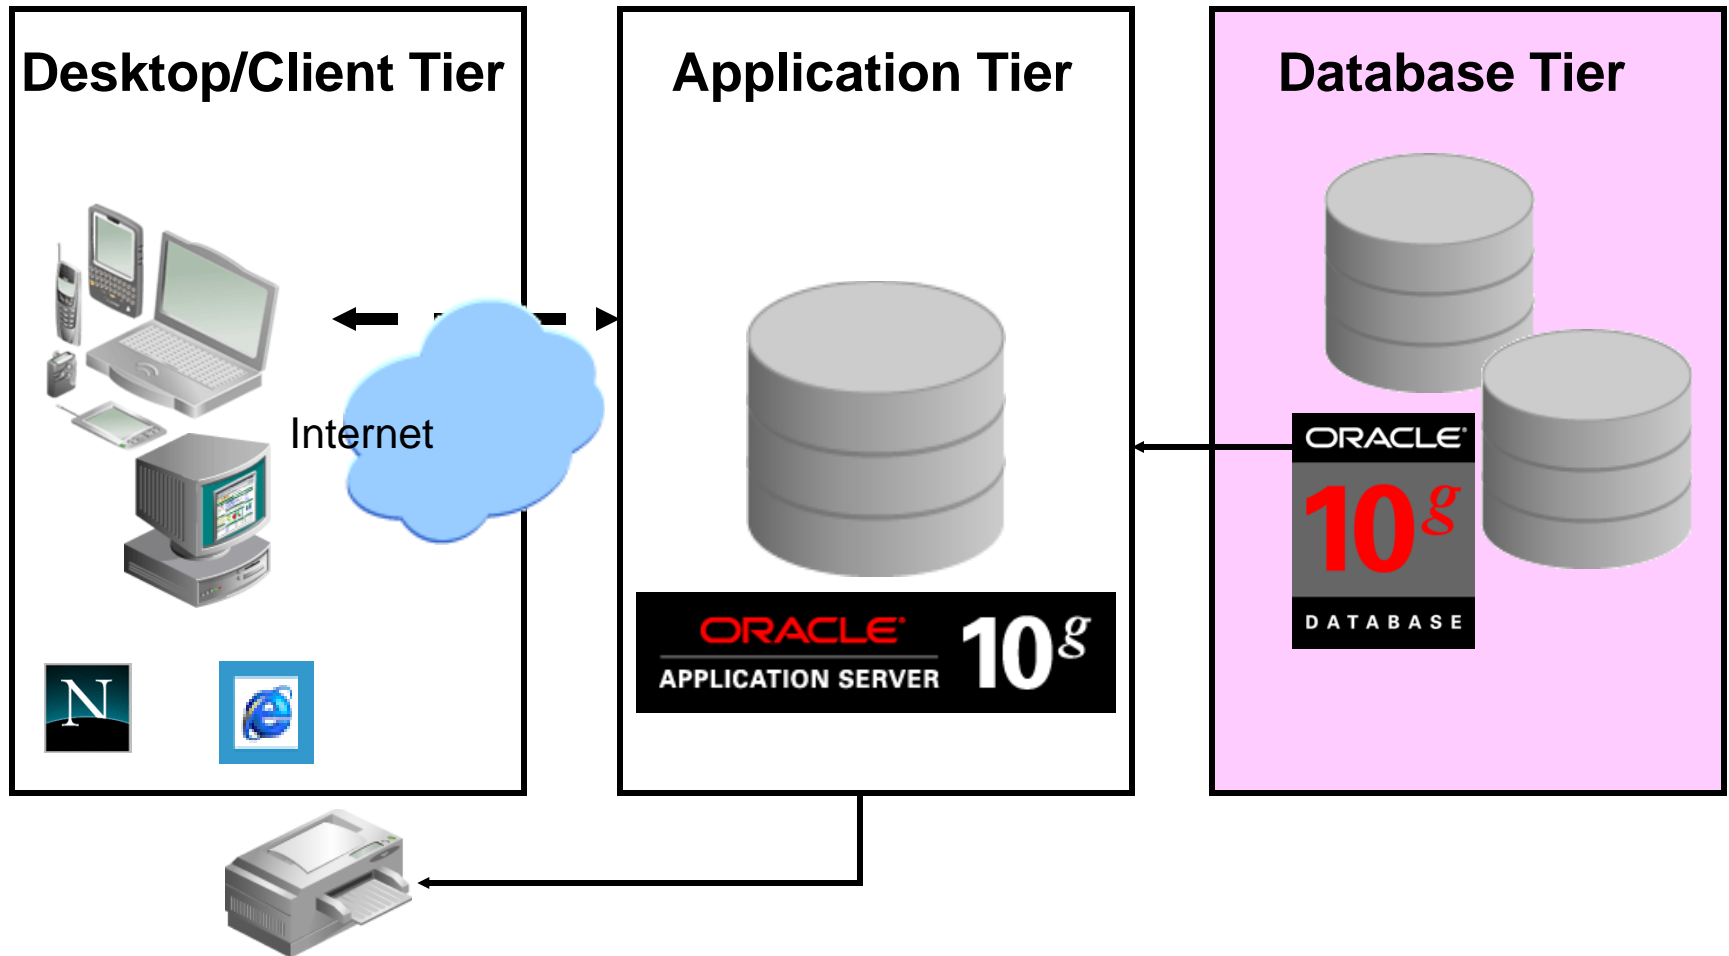 Desktop/Client Tier
Application Tier
Database Tier
Internet
ORACLE
10g
DATABASE
ORACLE
APPLICATION SERVER
10g
N
e